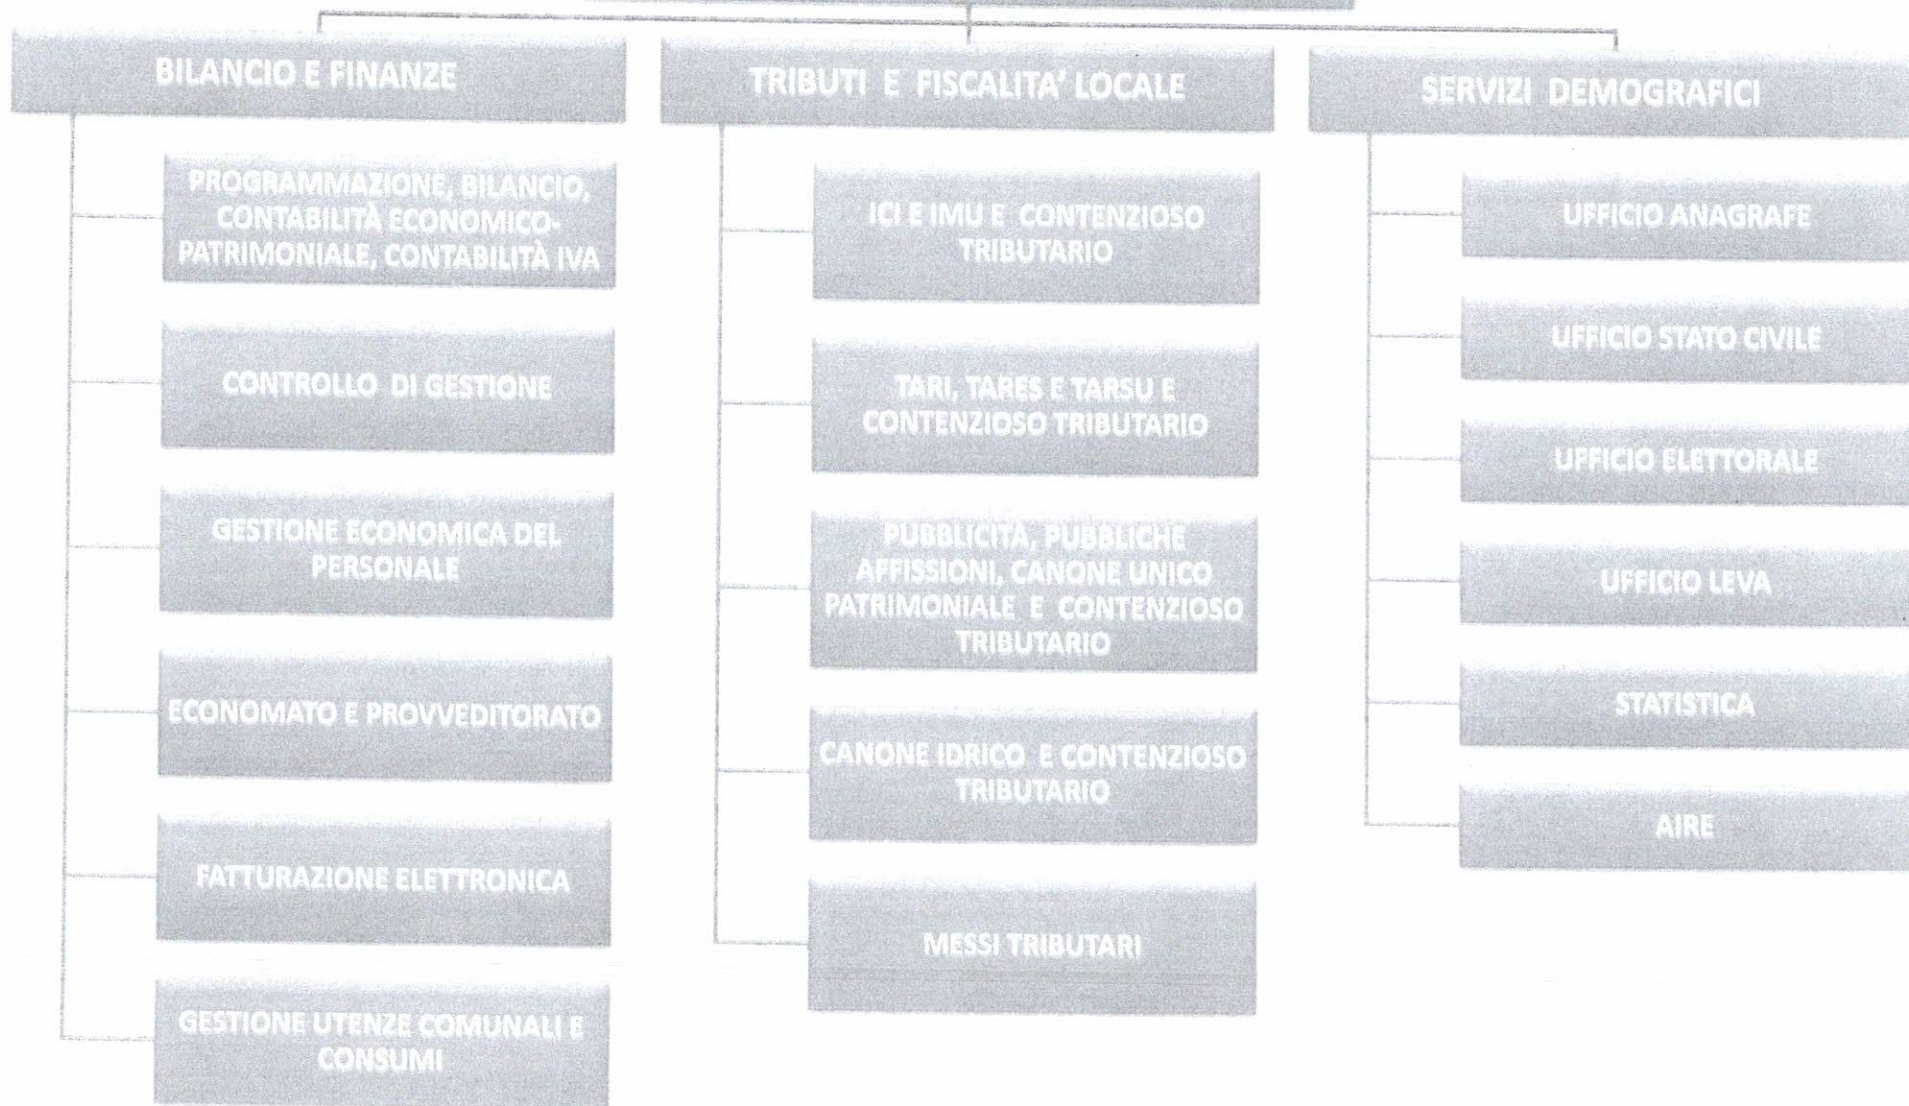 BILANCIO E FINANZE
PROGRAMMAZIONE, BILANCIO,
CONTABILITÀ ECONOMICO-
PATRIMONIALE, CONTABILITÀ IVA
CONTROLLO DI GESTIONE
GESTIONE ECONOMICA DEL
PERSONALE
ECONOMATO E PROVVEDITORATO
FATTURAZIONE ELETTRONICA
GESTIONE UTENZE COMUNALI E
CONSUMI
TRIBUTI E FISCALITA' LOCALE
ICI E IMU E CONTENZIOSO
TRIBUTARIO
TARI, TARES E TARSU E
CONTENZIOSO TRIBUTARIO
PUBBLICITÀ, PUBBLICHE
AFFISSIONI, CANONE UNICO
PATRIMONIALE E CONTENZIOSO
TRIBUTARIO
CANONE IDRICO E CONTENZIOSO
TRIBUTARIO
MESSI TRIBUTARI
SERVIZI DEMOGRAFICI
UFFICIO ANAGRAFE
UFFICIO STATO CIVILE
UFFICIO ELETTORALE
UFFICIO LEVA
STATISTICA
AIRE